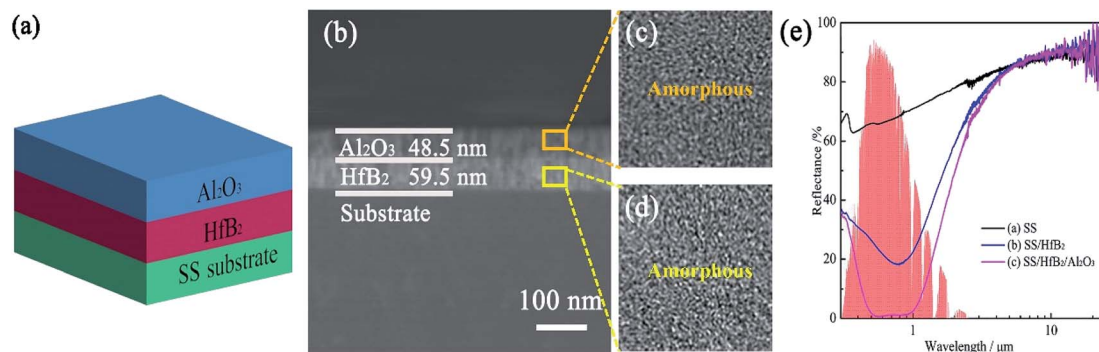 (a)
Al₂O₃
HfB₂
SS substrate
(b)
Al₂O₃ 48.5 nm
HfB₂ 59.5 nm
Substrate
100 nm
(c)
Amorphous
(d)
Amorphous
(e)
Reflectance /%
100
80
60
40
20
0
(a) SS
(b) SS/HfB₂
(c) SS/HfB₂/Al₂O₃
1
10
Wavelength / μm